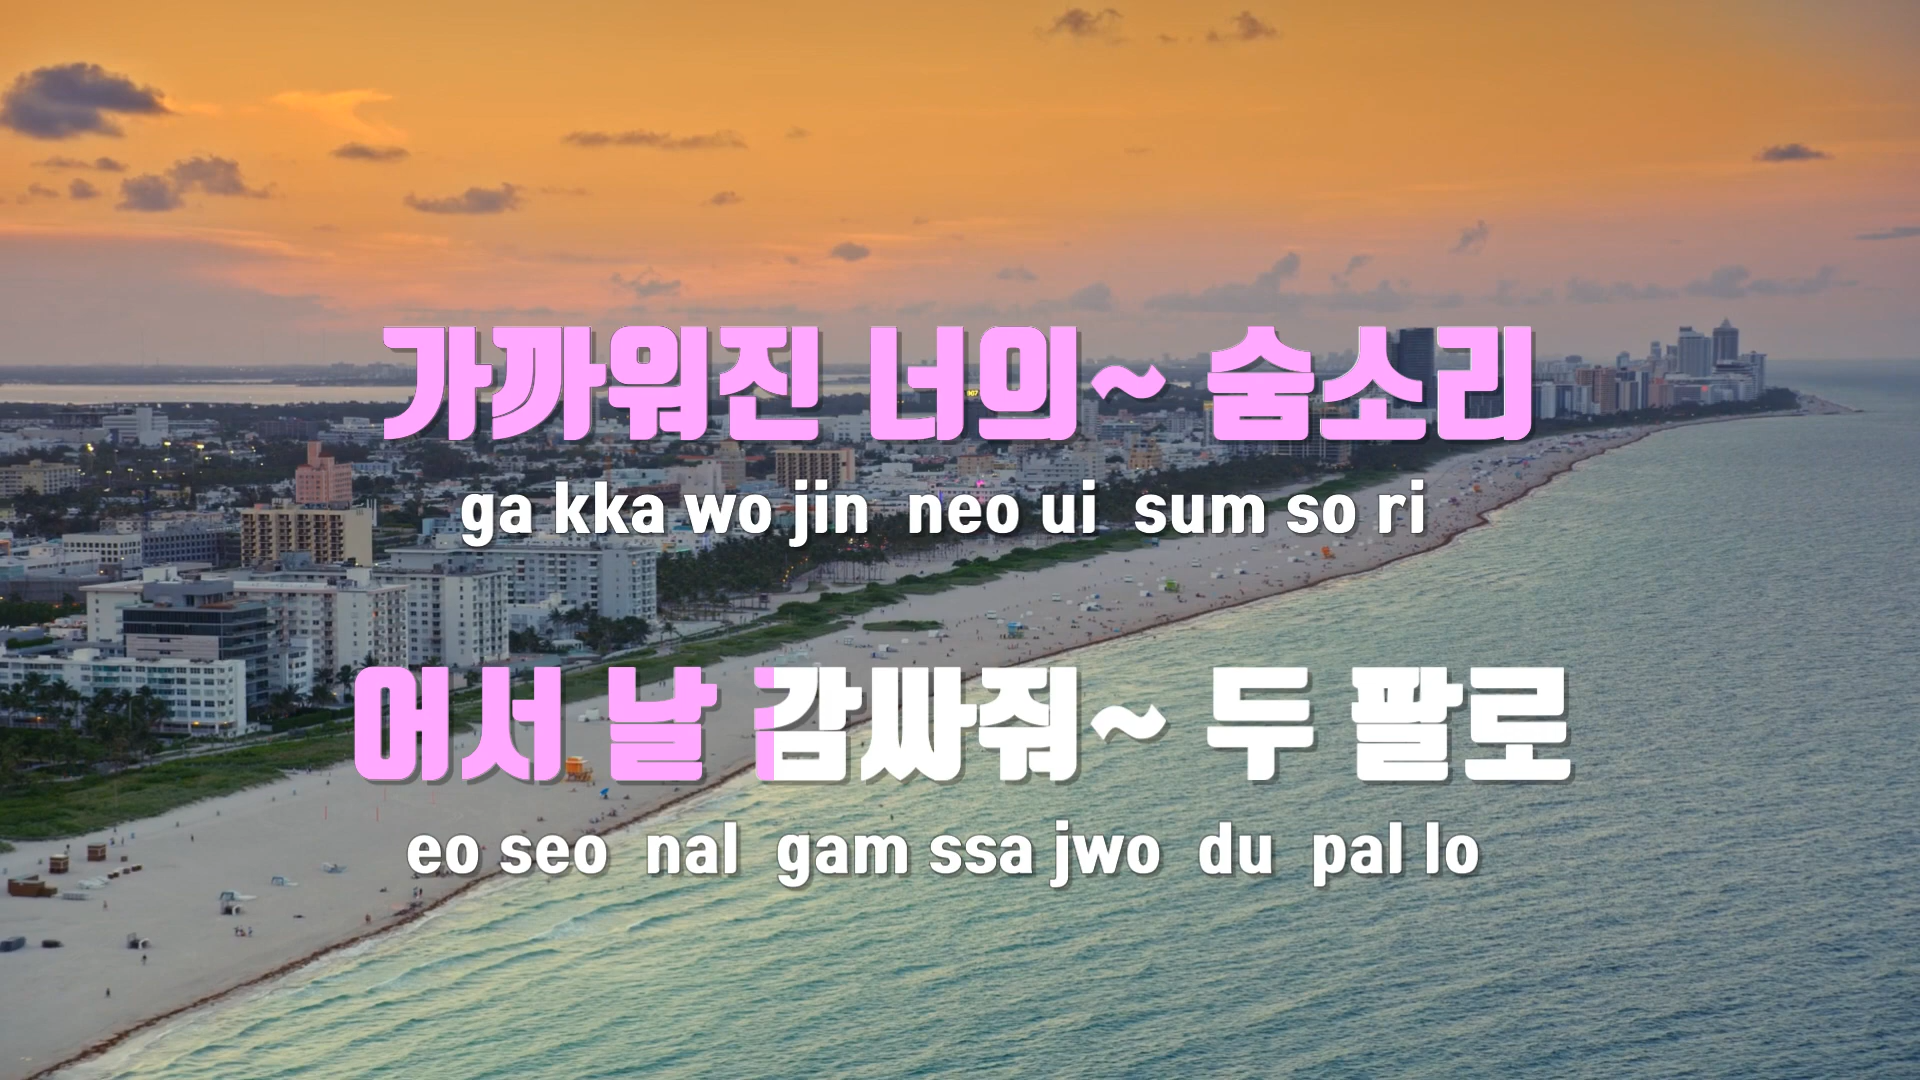 가까워진 너의~ 숨소리
ga kka wo jin neo ui sum so ri
어서 날 감싸줘~ 두 팔로
eo seo nal gam ssa jwo du pal lo